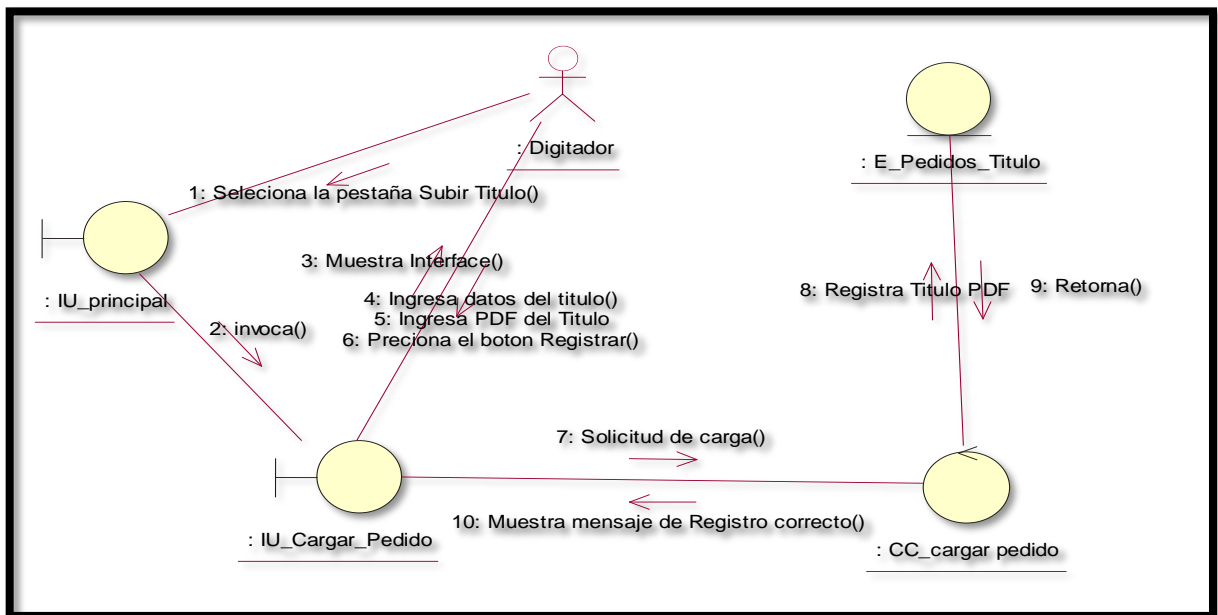 : Digitador
: E_Pedidos_Titulo
1: Seleciona la pestaña Subir Titulo()
3: Muestra Interface()
: IU_principal
4: Ingresa datos del titulo()
8: Registra Titulo PDF
9: Retorna()
5: Ingresa PDF del Titulo
2: invoca()
6: Preciona el boton Registrar()
7: Solicitud de carga()
10: Muestra mensaje de Registro correcto()
: IU_Cargar_Pedido
: CC_cargar pedido